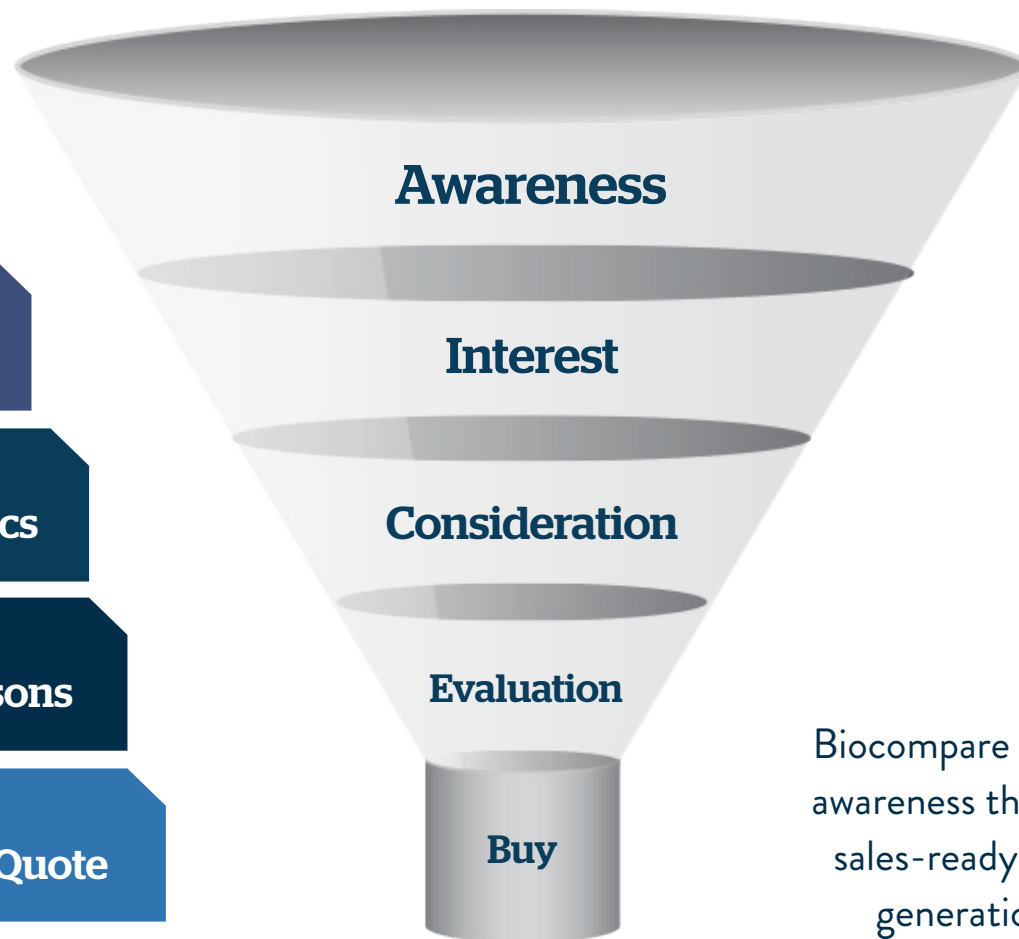 Awareness
Interest
Consideration
cs
Evaluation
sons
Buy
Quote
Biocompare
awareness th
sales-ready
generatio